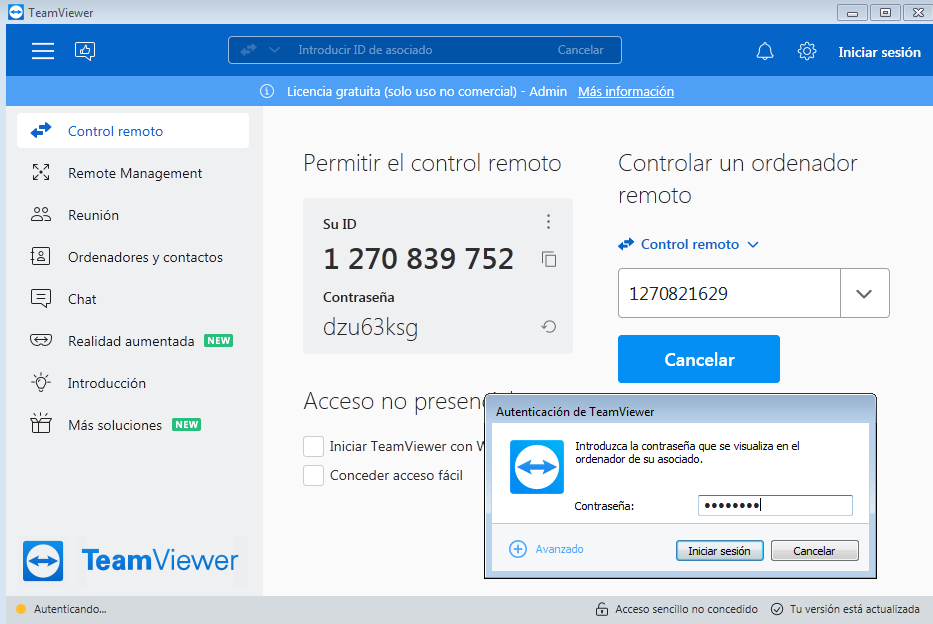 TeamViewer
Introducir ID de asociado
Cancelar
Iniciar sesión
Licencia gratuita (solo uso no comercial) - Admin Más información
Control remoto
Remote Management
Reunión
Ordenadores y contactos
Chat
Realidad aumentada NEW
Introducción
Más soluciones NEW
TeamViewer
Permitir el control remoto
Su ID
1 270 839 752
Contraseña
dzu63ksg
Acceso no presenci
Iniciar TeamViewer con W
Conceder acceso fácil
Controlar un ordenador
remoto
Control remoto
1270821629
Cancelar
Autenticación de TeamViewer
Introduzca la contraseña que se visualiza en el
ordenador de su asociado.
Contraseña:
Avanzado
Iniciar sesión
Cancelar
Autenticando...
Acceso sencillo no concedido
Tu versión está actualizada